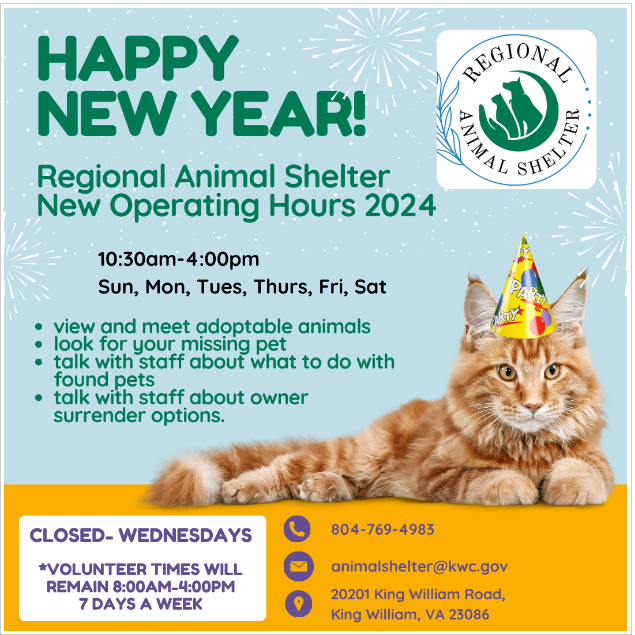 HAPPY
NEW YEAR!
REGIONAL
ANIMAL SHELTER
Regional Animal Shelter
New Operating Hours 2024
10:30am-4:00pm
Sun, Mon, Tues, Thurs, Fri, Sat
• view and meet adoptable animals
• look for your missing pet
• talk with staff about what to do with
found pets
• talk with staff about owner
surrender options.
PARTY
PARTY
CLOSED- WEDNESDAYS
*VOLUNTEER TIMES WILL
REMAIN 8:00AM-4:00PM
7 DAYS A WEEK
804-769-4983
animalshelter@kwc.gov
20201 King William Road,
King William, VA 23086